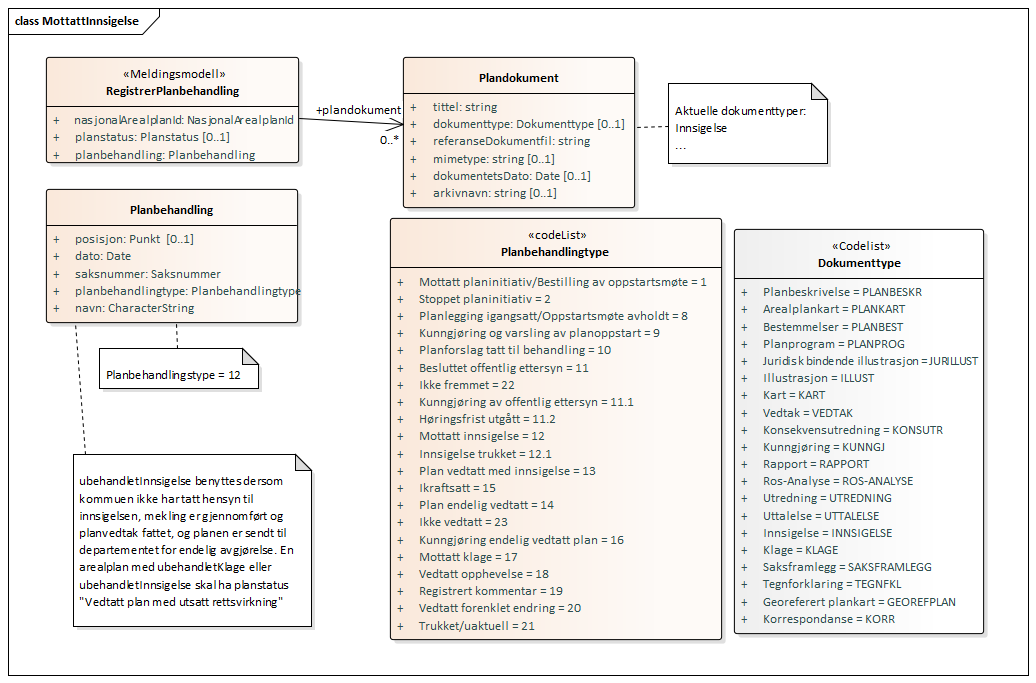 class MottattInnsigelse
«Meldingsmodell»
RegistrerPlanbehandling
+ nasjonalArealplanId: NasjonalArealplanId
+ planstatus: Planstatus [0..1]
+ planbehandling: Planbehandling
+plandokument
0..*
Plandokument
+ tittel: string
+ dokumenttype: Dokumenttype [0..1]
+ referanseDokumentfil: string
+ mimetype: string [0..1]
+ dokumentetsDato: Date [0..1]
+ arkivnavn: string [0..1]
Aktuelle dokumenttyper:
Innsigelse
...
Planbehandling
+ posisjon: Punkt [0..1]
+ dato: Date
+ saksnummer: Saksnummer
+ planbehandlingtype: Planbehandlingtype
+ navn: CharacterString
Planbehandlingstype = 12
ubehandletInnsigelse benyttes dersom
kommuen ikke har tatt hensyn til
innsigelsen, mekling er gjennomført og
planvedtak fattet, og planen er sendt til
departementet for endelig avgjørelse. En
arealplan med ubehandletKlage eller
ubehandletInnsigelse skal ha planstatus
"Vedtatt plan med utsatt rettsvirkning"
«codeList»
Planbehandlingtype
+ Mottatt planinitiativ/Bestilling av oppstartsmøte = 1
+ Stoppet planinitiativ = 2
+ Planlegging igangsatt/Oppstartsmøte avholdt = 8
+ Kunngjøring og varsling av planoppstart = 9
+ Planforslag tatt til behandling = 10
+ Besluttet offentlig ettersyn = 11
+ Ikke fremmet = 22
+ Kunngjøring av offentlig ettersyn = 11.1
+ Høringsfrist utgått = 11.2
+ Mottatt innsigelse = 12
+ Innsigelse trukket = 12.1
+ Plan vedtatt med innsigelse = 13
+ Ikraftsatt = 15
+ Plan endelig vedtatt = 14
+ Ikke vedtatt = 23
+ Kunngjøring endelig vedtatt plan = 16
+ Mottatt klage = 17
+ Vedtatt opphevelse = 18
+ Registrert kommentar = 19
+ Vedtatt forenklet endring = 20
+ Trukket/uaktuell = 21
«Codelist»
Dokumenttype
+ Planbeskrivelse = PLANBESKR
+ Arealplankart = PLANKART
+ Bestemmelser = PLANBEST
+ Planprogram = PLANPROG
+ Juridisk bindende illustrasjon = JURILLUST
+ Illustrasjon = ILLUST
+ Kart = KART
+ Vedtak = VEDTAK
+ Konsekvensutredning = KONSUTR
+ Kunngjøring = KUNNGJ
+ Rapport = RAPPORT
+ Ros-Analyse = ROS-ANALYSE
+ Utredning = UTREDNING
+ Uttalelse = UTTALELSE
+ Innsigelse = INNSIGELSE
+ Klage = KLAGE
+ Saksframlegg = SAKSFRAMLEGG
+ Tegnforklaring = TEGNFKL
+ Georeferert plankart = GEOREFPLAN
+ Korrespondanse = KORR